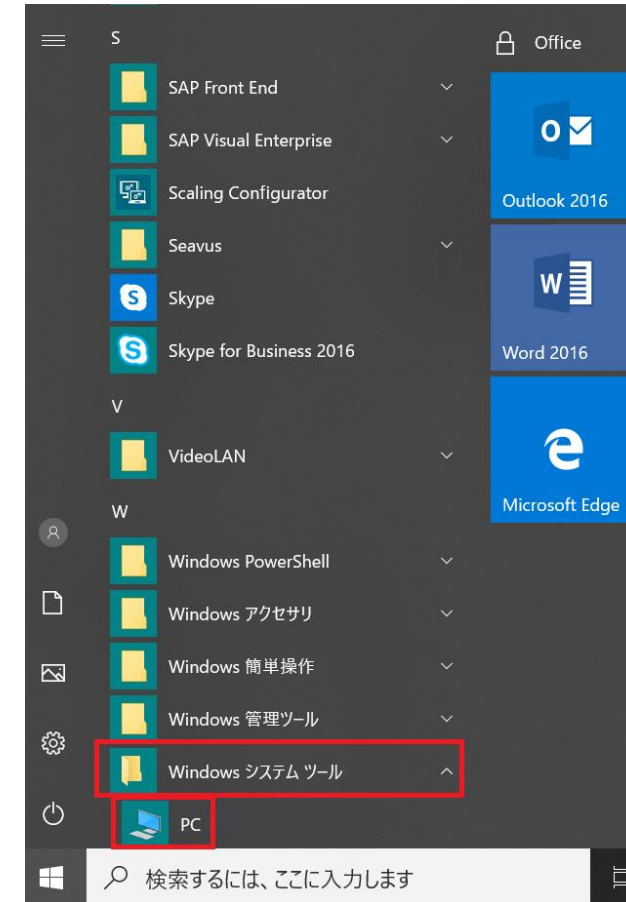 S
SAP Front End
SAP Visual Enterprise
Scaling Configurator
Seavus
Skype
Skype for Business 2016
V
VideoLAN
W
Windows PowerShell
Windows アクセサリ
Windows 簡単操作
Windows 管理ツール
Windows システム ツール
PC
検索するには、ここに入力します
Office
Outlook 2016
Word 2016
Microsoft Edge